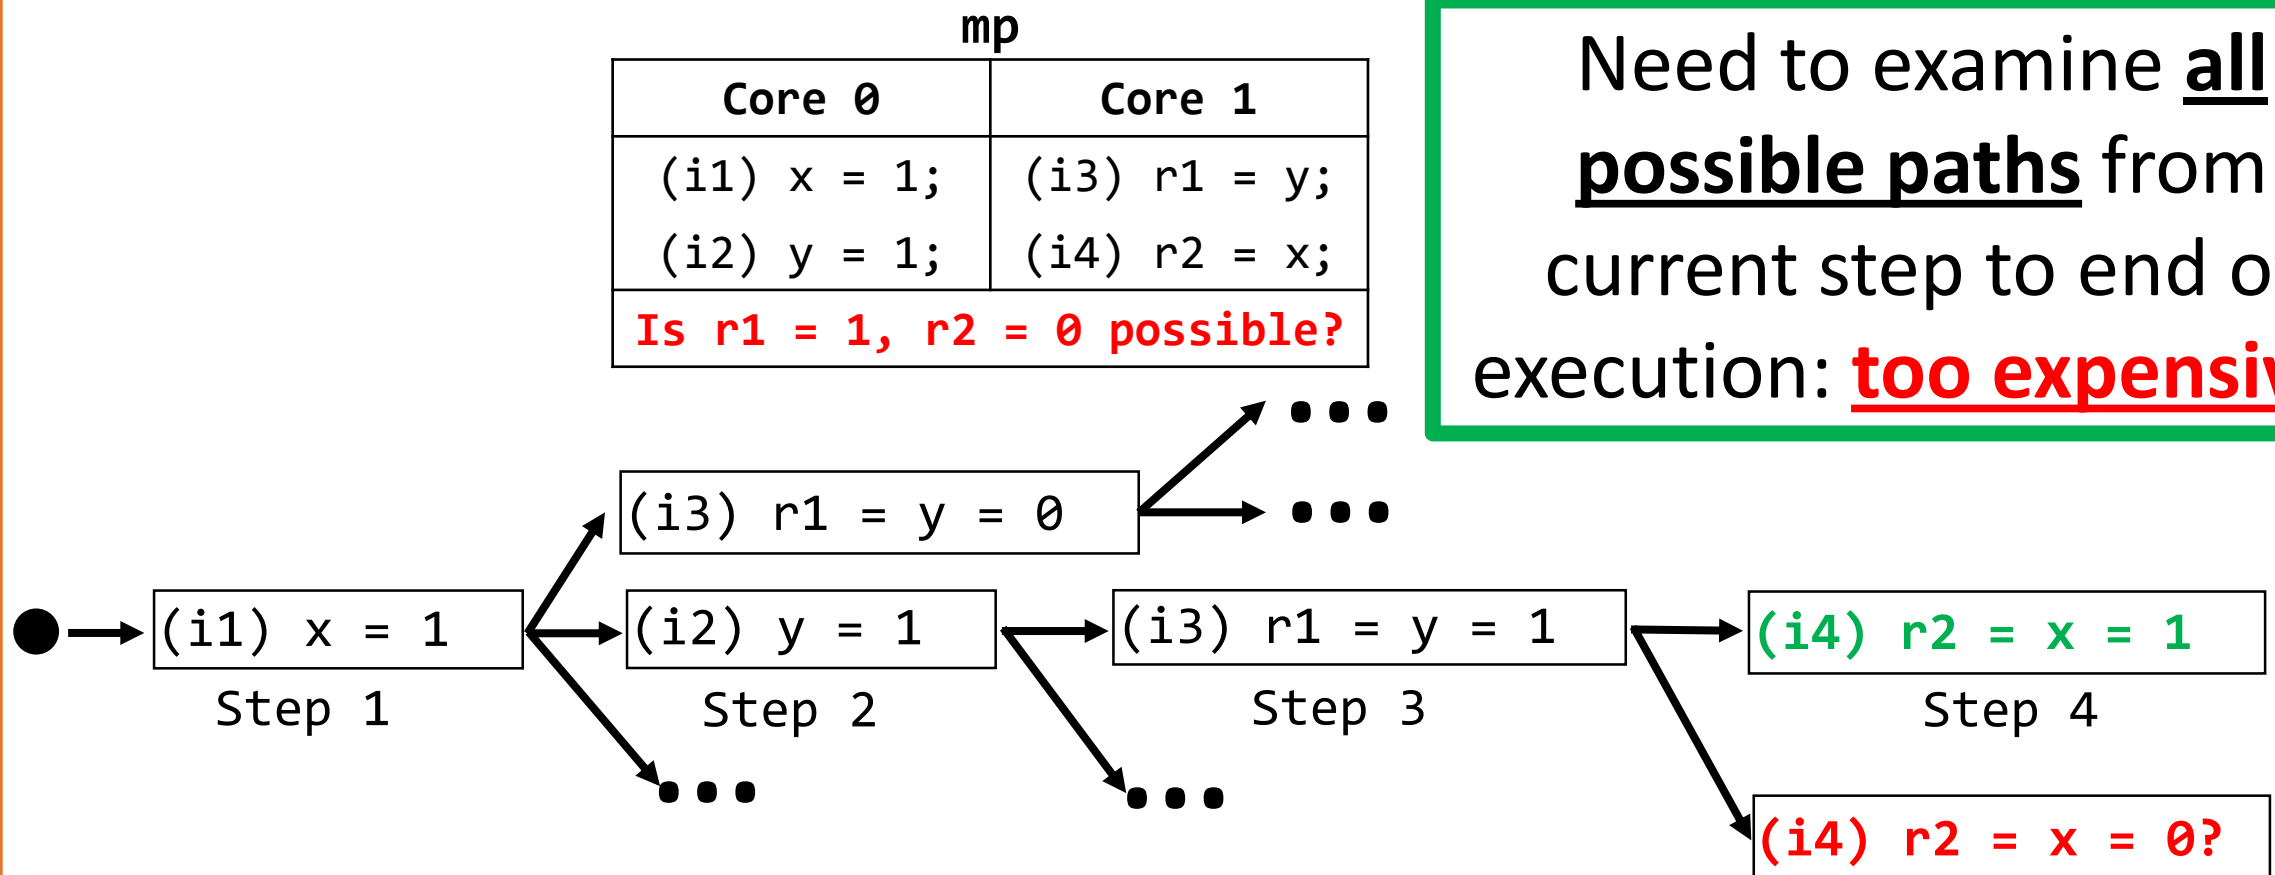 mp
Core 0 Core 1
(i1) x = 1; (i3) r1 = y;
(i2) y = 1; (i4) r2 = x;
Is r1 = 1, r2 = 0 possible?
Need to examine all
possible paths from
current step to end
execution: too
(i3) r1 = y = 0
(i1) x = 1
(i2) y = 1
(i3) r1 = y = 1
(i4) r2 = x = 1
Step 1
Step 2
Step 3
Step 4
(i4) r2 = x = 0?